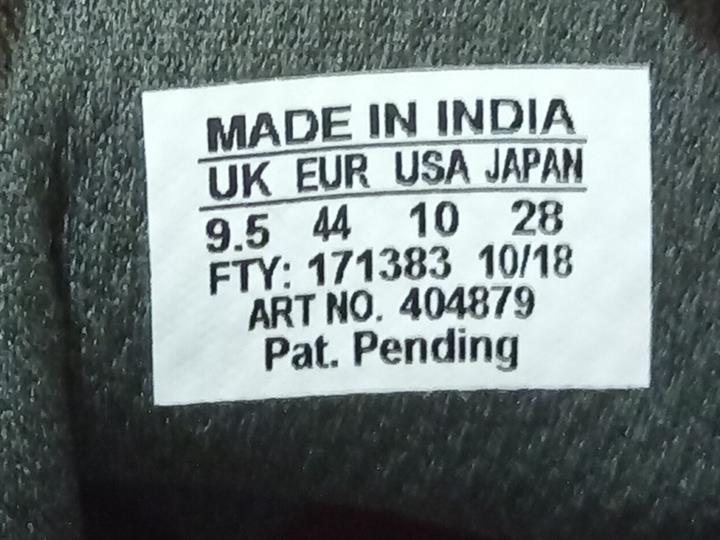 MADE IN INDIA
UK EUR USA JAPAN
9.5 44 10 28
FTY: 171383 10/18
ART NO. 404879
Pat. Pending